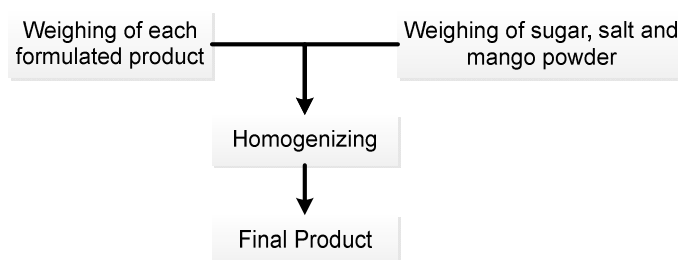 Weighing of each
formulated product
Weighing of sugar, salt and
mango powder
Homogenizing
Final Product